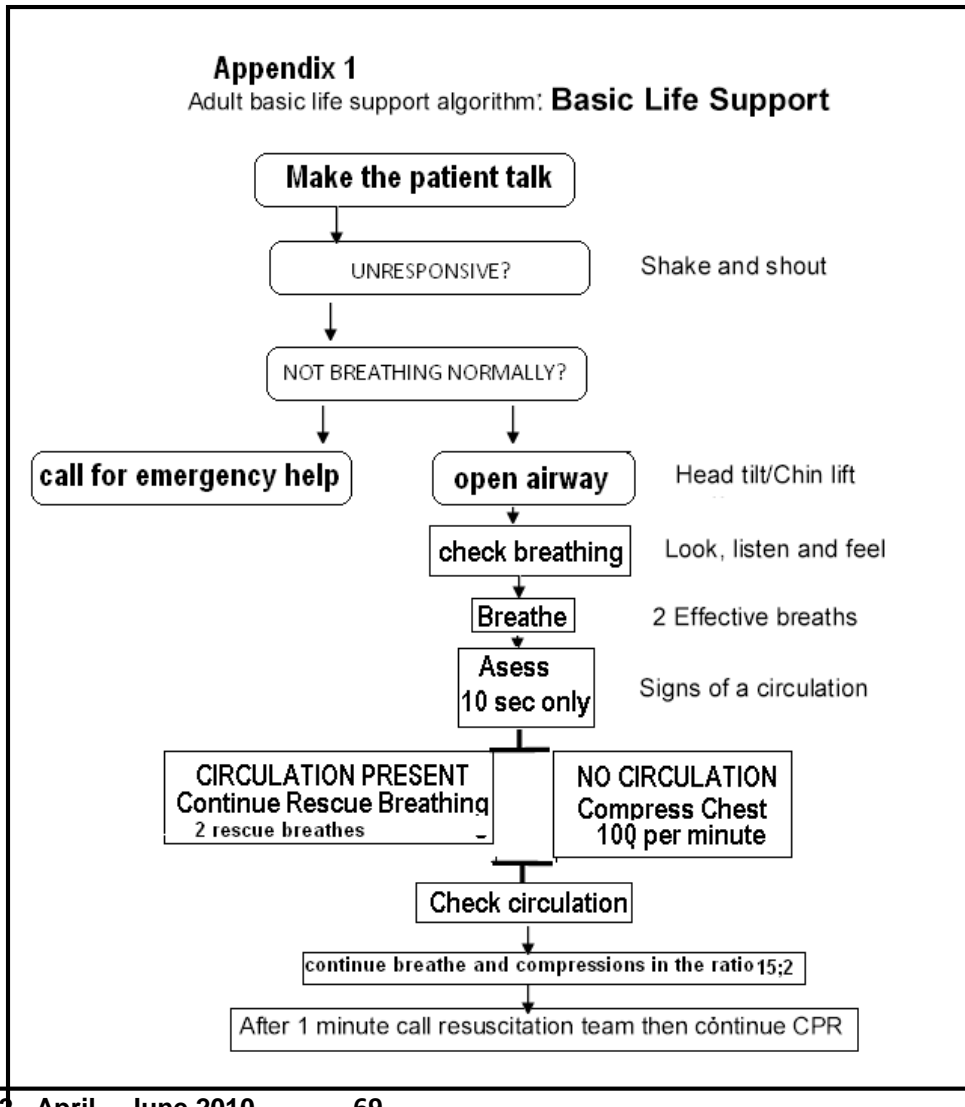 Appendix 1
Adult basic life support algorithm: Basic Life Support
Make the patient talk
UNRESPONSIVE?
Shake and shout
NOT BREATHING NORMALLY?
call for emergency help
open airway
Head tilt/Chin lift
check breathing
Look, listen and feel
Breathe
2 Effective breaths
Asess
10 sec only
Signs of a circulation
CIRCULATION PRESENT
Continue Rescue Breathing
2 rescue breathes
NO CIRCULATION
Compress Chest
100 per minute
Check circulation
continue breathe and compressions in the ratio 15;2
After 1 minute call resuscitation team then continue CPR
April June 2010 69